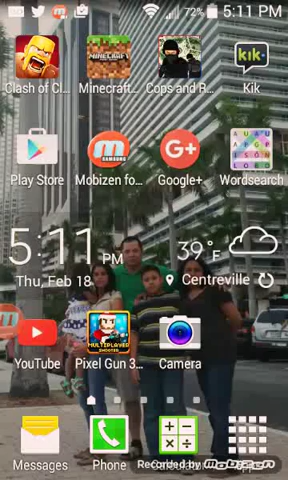 72% 5:11 PM
Clash of Cl... Minecraft... Cops and R... Kik
kik
Play Store Mobizen fo... Google+ Wordsearch
SAMSUNG
5:11 PM 39°F
Thu, Feb 18 Centreville
MULTIPLAYER
SHOOTER
YouTube Pixel Gun 3... Camera
Messages Phone
Recorded by mobizen